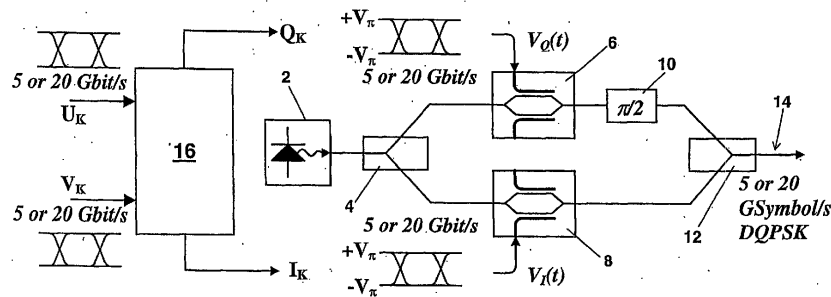 5 or 20 Gbit/s
U_K
V_K
5 or 20 Gbit/s
16
Q_K
I_K
+V_π
-V_π
5 or 20 Gbit/s
V_Q(t)
2
4
6
10
π/2
14
5 or 20 Gbit/s
+V_π
-V_π
V_I(t)
8
12
5 or 20
GSymbol/s
DQPSK